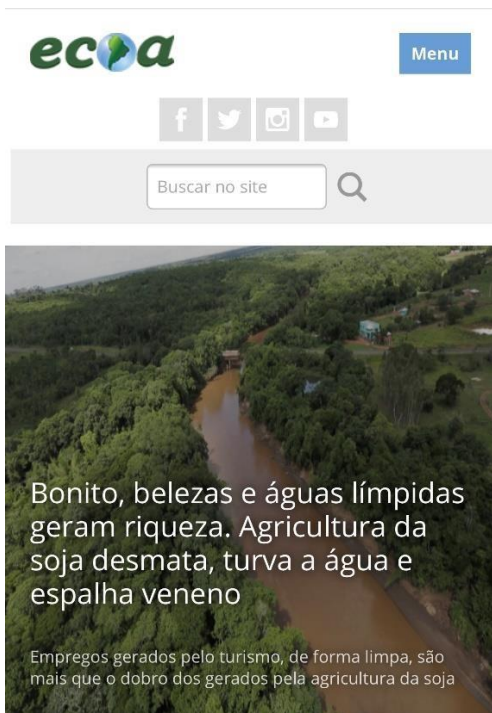 ecoa
Menu
Buscar no site
Bonito, belezas e águas límpidas
geram riqueza. Agricultura da
soja desmata, turva a água e
espalha veneno
Empregos gerados pelo turismo, de forma limpa, são
mais que o dobro dos gerados pela agricultura da soja